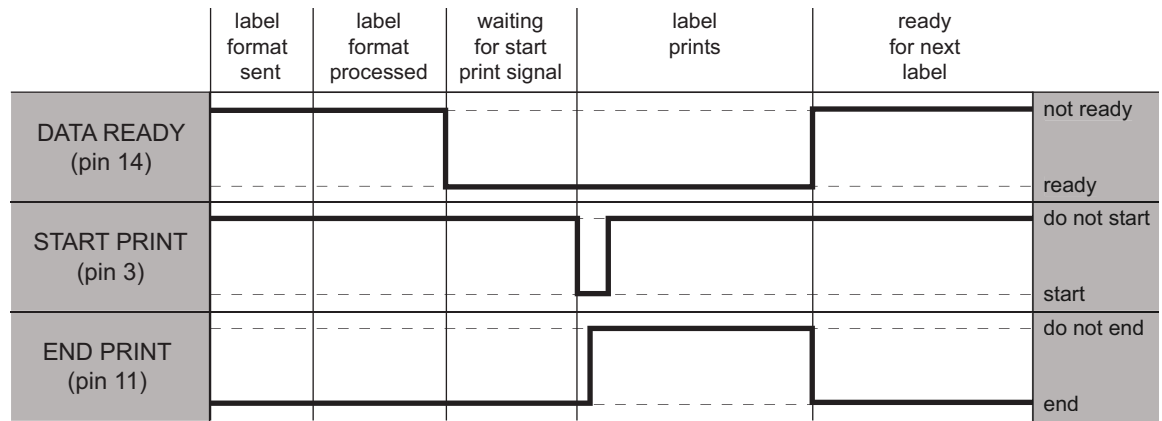 label
format
sent
label
format
processed
waiting
for start
print signal
label
prints
ready
for next
label
DATA READY
(pin 14)
not ready
ready
START PRINT
(pin 3)
do not start
start
END PRINT
(pin 11)
do not end
end